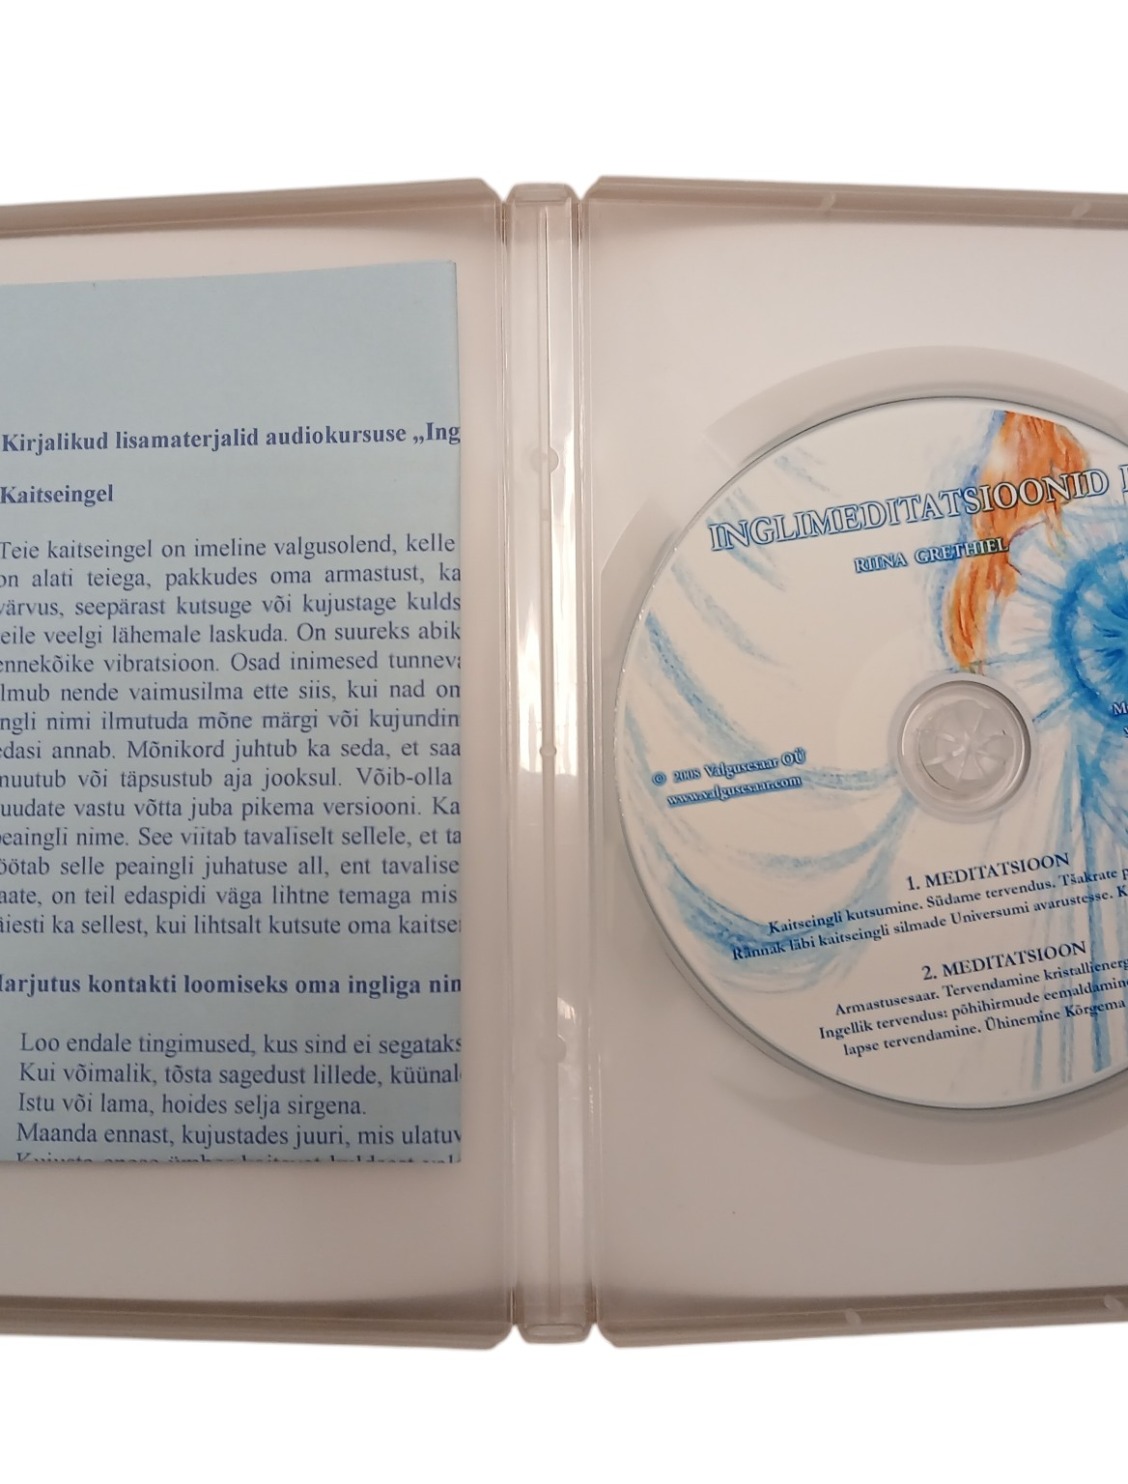 Kirjalikud lisamaterjalid audiokursuse „Ing
Kaitseingel
Teie kaitseingel on imeline valgusolend, kelle
on alati teiega, pakkudes oma armastust, ka
värvus, seepärast kutsuge või kujustage kulds
eile veelgi lähemale laskuda. On suureks abik
ennekõike vibratsioon. Osad inimesed tunneva
lmub nende vaimusilma ette siis, kui nad on
ngli nimi ilmutuda mõne märgi või kujundin
edasi annab. Mõnikord juhtub ka seda, et saa
muutub või täpsustub aja jooksul. Võib-olla
uudate vastu võtta juba pikema versiooni. Ka
peaingli nime. See viitab tavaliselt sellele, et ta
öötab selle peaingli juhatuse all, ent tavalise
aate, on teil edaspidi väga lihtne temaga mis
äiesti ka sellest, kui lihtsalt kutsute oma kaitse
Harjutus kontakti loomiseks oma ingliga nin
Loo endale tingimused, kus sind ei segataks
Kui võimalik, tõsta sagedust lillede, küünal
Istu või lama, hoides selja sirgena.
Maanda ennast, kujustades juuri, mis ulatuv
INGLIMEDITATSIOONID
RIINA GRETHIEL
© 2008 Valgusesaar OÜ
www.valgusesaar.com
1. MEDITATSIOON
Kaitseingli kutsumine. Südame tervendus. Tšakrate p
Rännak läbi kaitseingli silmade Universumi avarustesse. K
2. MEDITATSIOON
Armastusesaar. Tervendamine kristallienerg
Ingellik tervendus: põhihirmude eemaldamine
lapse tervendamine. Ühinemine Kõrgema